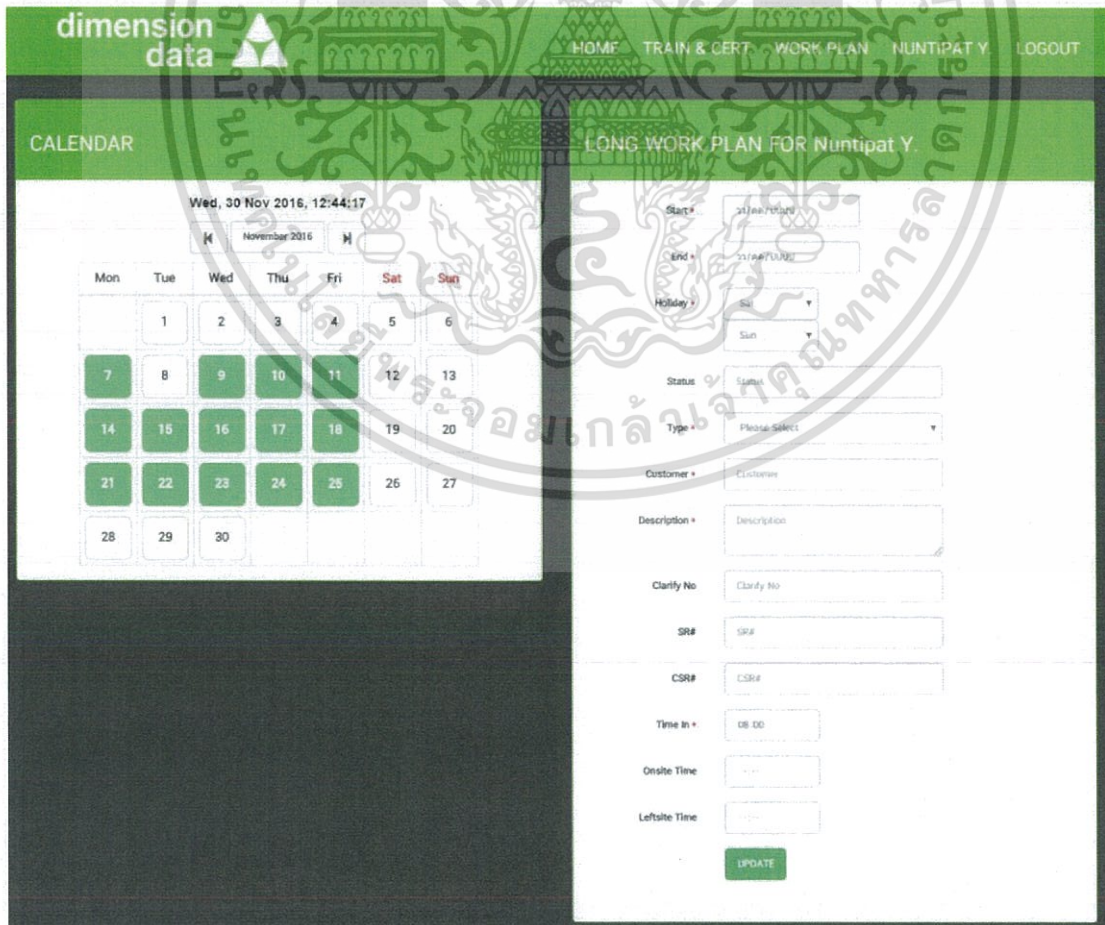 dimension
data
HOME TRAIN & CERT. WORK PLAN NUNTIPAT Y. LOGOUT
CALENDAR
Wed, 30 Nov 2016, 12:44:17
November 2016
Mon Tue Wed Thu Fri Sat Sun
1 2 3 4 5 6
7 8 9 10 11 12 13
14 15 16 17 18 19 20
21 22 23 24 25 26 27
28 29 30
LONG WORK PLAN FOR Nuntipat Y.
Start *
End *
Holiday * Sat
Sun
Status Status
Type * Please Select
Customer * Customer
Description * Description
Clarify No Clarify No
SR# SR#
CSR# CSR#
Time In * 08:00
Onsite Time --:--
Leftsite Time --:--
UPDATE